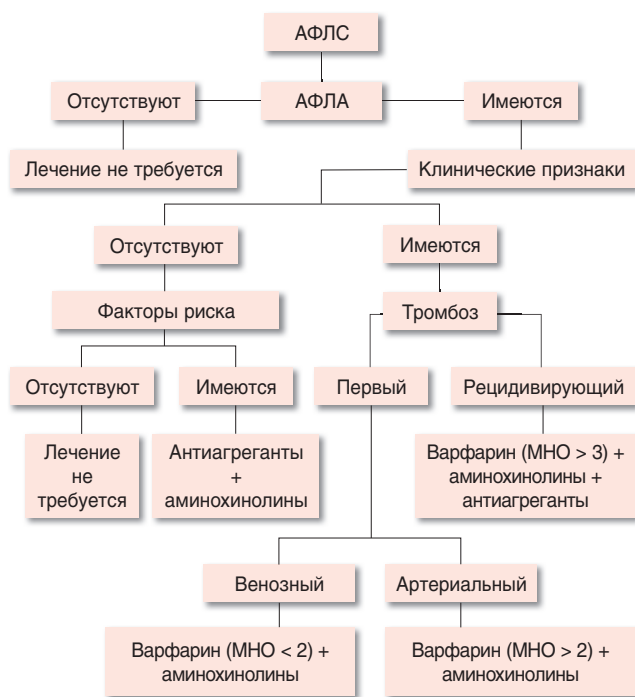 АФЛС
Отсутствуют
АФЛА
Имеются
Лечение не требуется
Клинические признаки
Отсутствуют
Имеются
Факторы риска
Тромбоз
Отсутствуют
Имеются
Первый
Рецидивирующий
Лечение
не
требуется
Антиагреганты
+
аминохинолины
Варфарин (МНО > 3) +
аминохинолины +
антиагреганты
Венозный
Артериальный
Варфарин (МНО < 2) +
аминохинолины
Варфарин (МНО > 2) +
аминохинолины